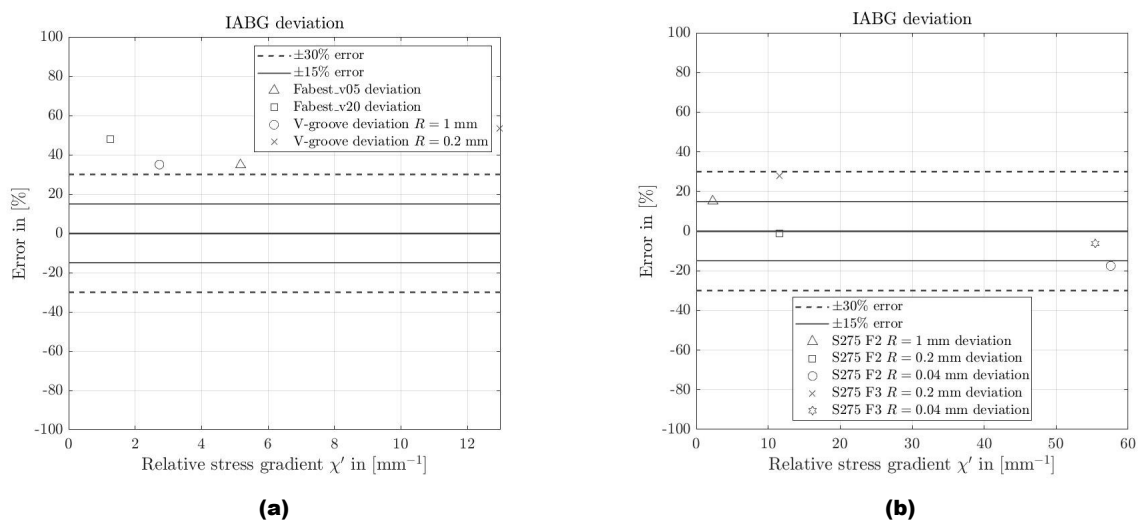 IABG deviation
100
80
60
40
20
0
-20
-40
-60
-80
-100
Error in [%]
±30% error
±15% error
Fabest_v05 deviation
Fabest_v20 deviation
V-groove deviation R = 1 mm
V-groove deviation R = 0.2 mm
0 2 4 6 8 10 12
Relative stress gradient χ′ in [mm⁻¹]
(a)
IABG deviation
100
80
60
40
20
0
-20
-40
-60
-80
-100
Error in [%]
±30% error
±15% error
S275 F2 R = 1 mm deviation
S275 F2 R = 0.2 mm deviation
S275 F2 R = 0.04 mm deviation
S275 F3 R = 0.2 mm deviation
S275 F3 R = 0.04 mm deviation
0 10 20 30 40 50 60
Relative stress gradient χ′ in [mm⁻¹]
(b)